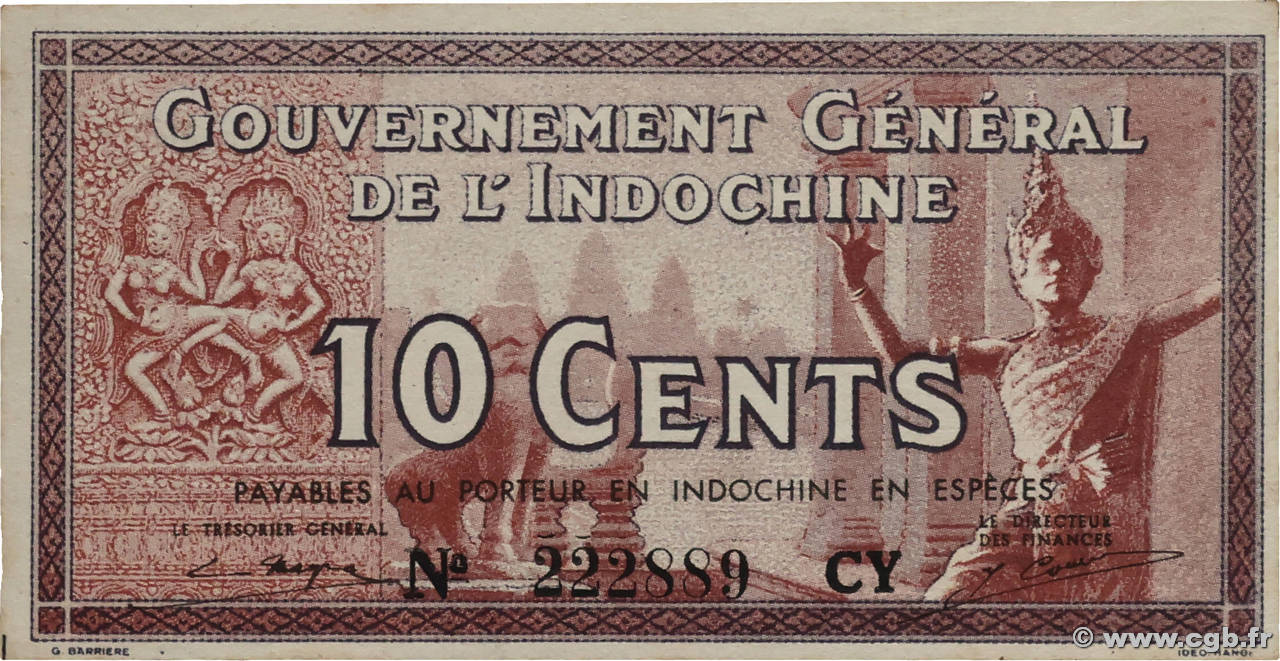 GOUVERNEMENT GÉNÉRAL
DE L'INDOCHINE
10 CENTS
PAYABLES AU PORTEUR EN INDOCHINE EN ESPÈCES
LE TRÉSORIER GÉNÉRAL
LE DIRECTEUR
DES FINANCES
No 222889 CY
G. BARRIERE
IDEO-HANOI
© www.cgb.fr